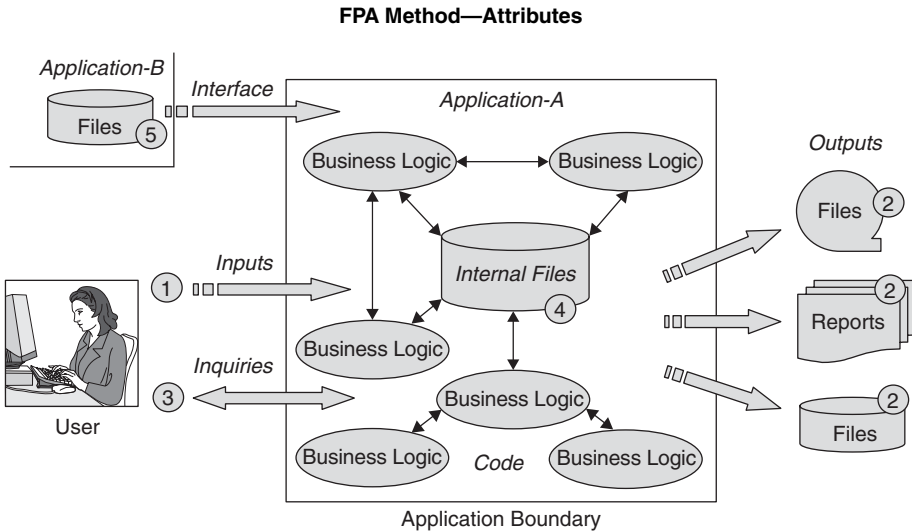 FPA Method—Attributes
Application-B
Files
5
Interface
Application-A
Business Logic
Business Logic
Outputs
Files
2
Inputs
1
Internal Files
4
Reports
2
Business Logic
User
Inquiries
3
Business Logic
Files
2
Business Logic
Code
Business Logic
Application Boundary